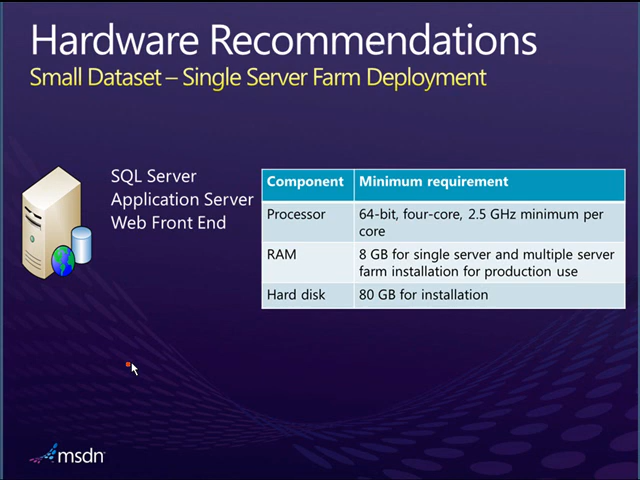 Hardware Recommendations
Small Dataset – Single Server Farm Deployment
SQL Server
Application Server
Web Front End
Component Minimum requirement
Processor 64-bit, four-core, 2.5 GHz minimum per
core
RAM 8 GB for single server and multiple server
farm installation for production use
Hard disk 80 GB for installation
msdn